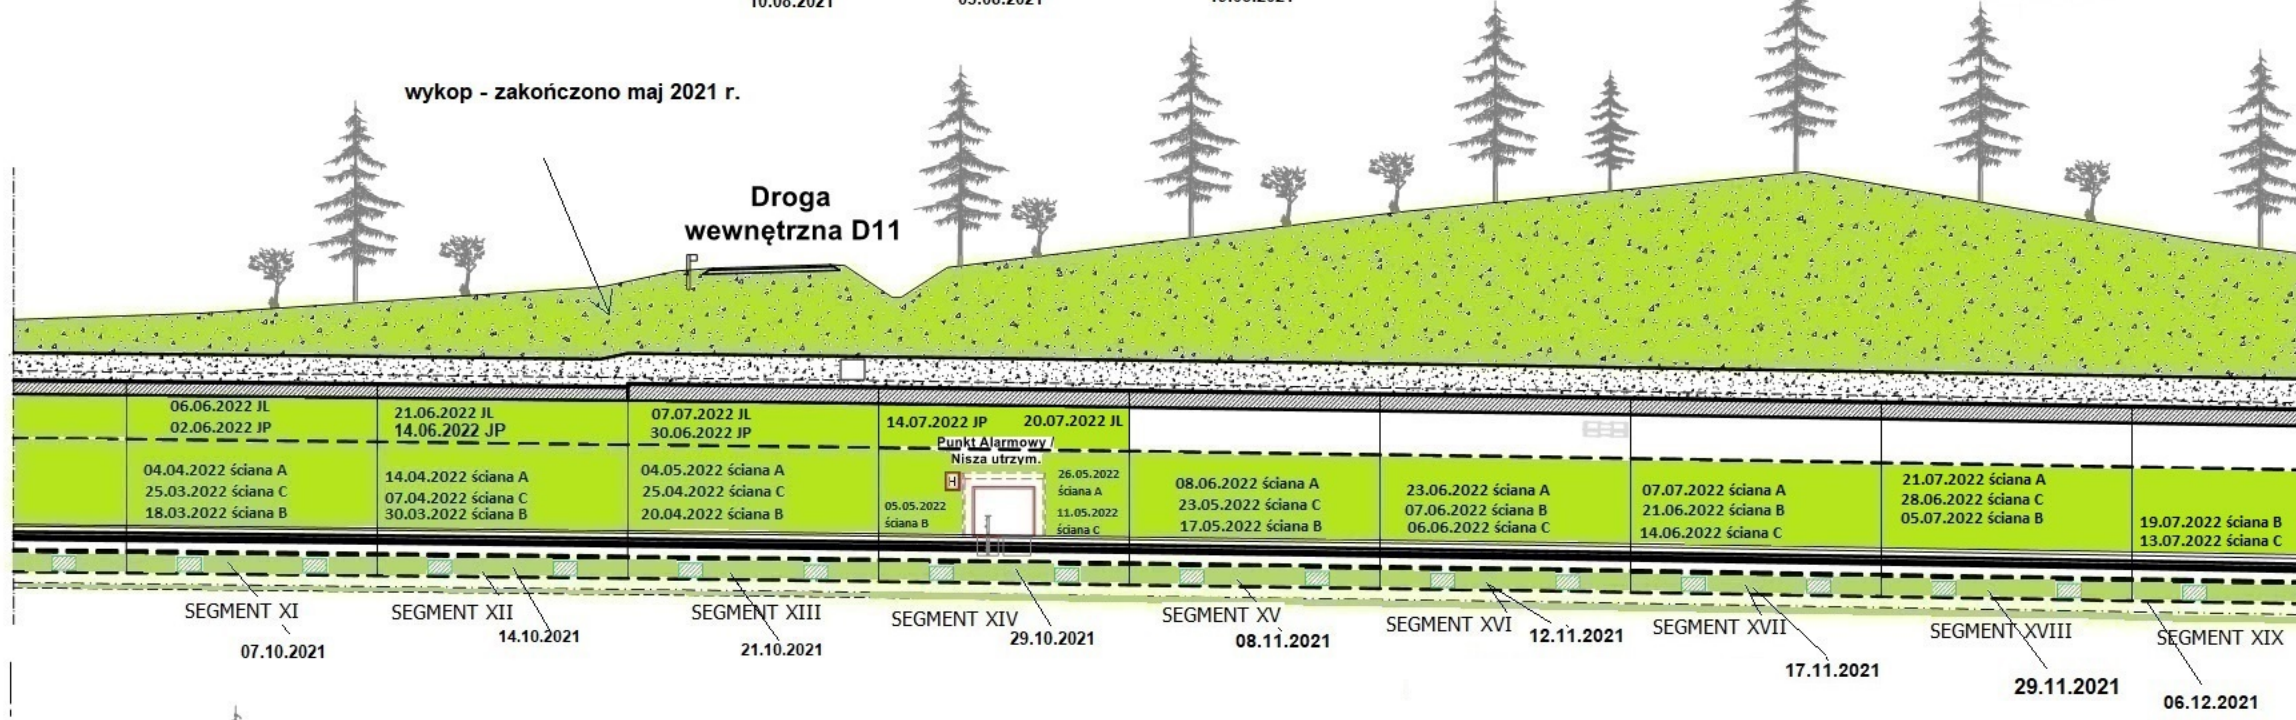 10.08.2021
wykop - zakończono maj 2021 r.
Droga
wewnętrzna D11
06.06.2022 JL
02.06.2022 JP
04.04.2022 ściana A
25.03.2022 ściana C
18.03.2022 ściana B
21.06.2022 JL
14.06.2022 JP
14.04.2022 ściana A
07.04.2022 ściana C
30.03.2022 ściana B
07.07.2022 JL
30.06.2022 JP
04.05.2022 ściana A
25.04.2022 ściana C
20.04.2022 ściana B
14.07.2022 JP
20.07.2022 JL
Punkt Alarmowy /
Nisza utrzym.
H
05.05.2022
ściana B
26.05.2022
ściana A
11.05.2022
ściana C
08.06.2022 ściana A
23.05.2022 ściana C
17.05.2022 ściana B
23.06.2022 ściana A
07.06.2022 ściana B
06.06.2022 ściana C
07.07.2022 ściana A
21.06.2022 ściana B
14.06.2022 ściana C
21.07.2022 ściana A
28.06.2022 ściana C
05.07.2022 ściana B
19.07.2022 ściana B
13.07.2022 ściana C
SEGMENT XI
SEGMENT XII
SEGMENT XIII
SEGMENT XIV
SEGMENT XV
SEGMENT XVI
SEGMENT XVII
SEGMENT XVIII
SEGMENT XIX
07.10.2021
14.10.2021
21.10.2021
29.10.2021
08.11.2021
12.11.2021
17.11.2021
29.11.2021
06.12.2021